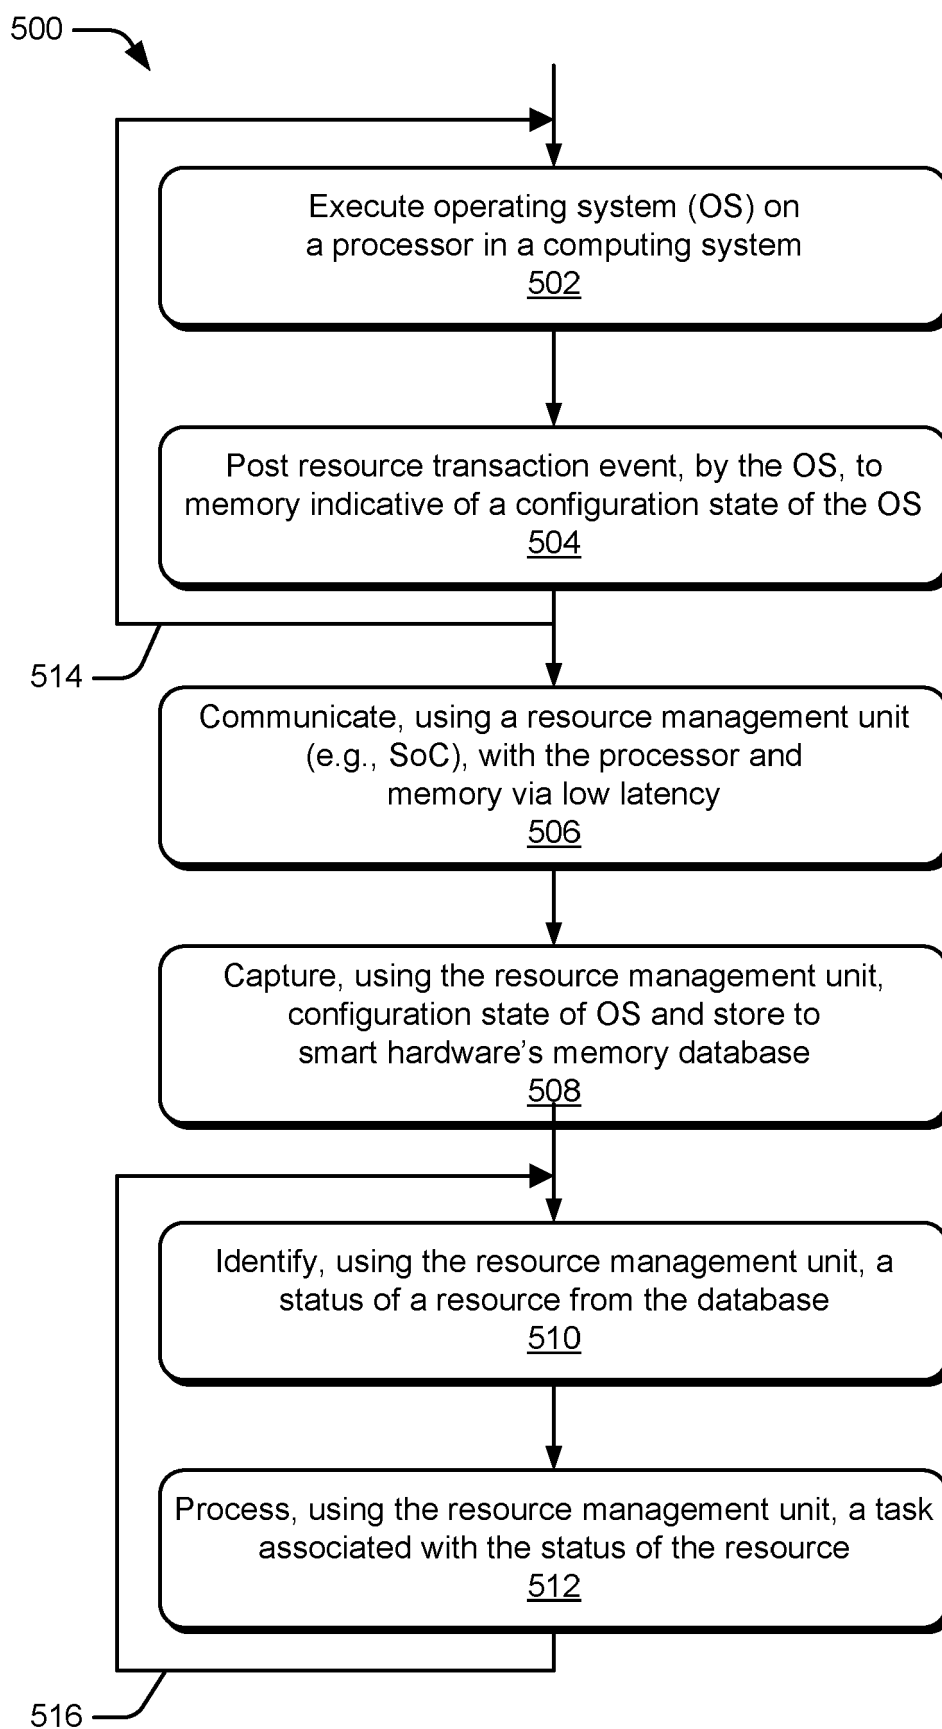 500
Execute operating system (OS) on
a processor in a computing system
502
Post resource transaction event, by the OS, to
memory indicative of a configuration state of the OS
504
514
Communicate, using a resource management unit
(e.g., SoC), with the processor and
memory via low latency
506
Capture, using the resource management unit,
configuration state of OS and store to
smart hardware’s memory database
508
Identify, using the resource management unit, a
status of a resource from the database
510
Process, using the resource management unit, a task
associated with the status of the resource
512
516